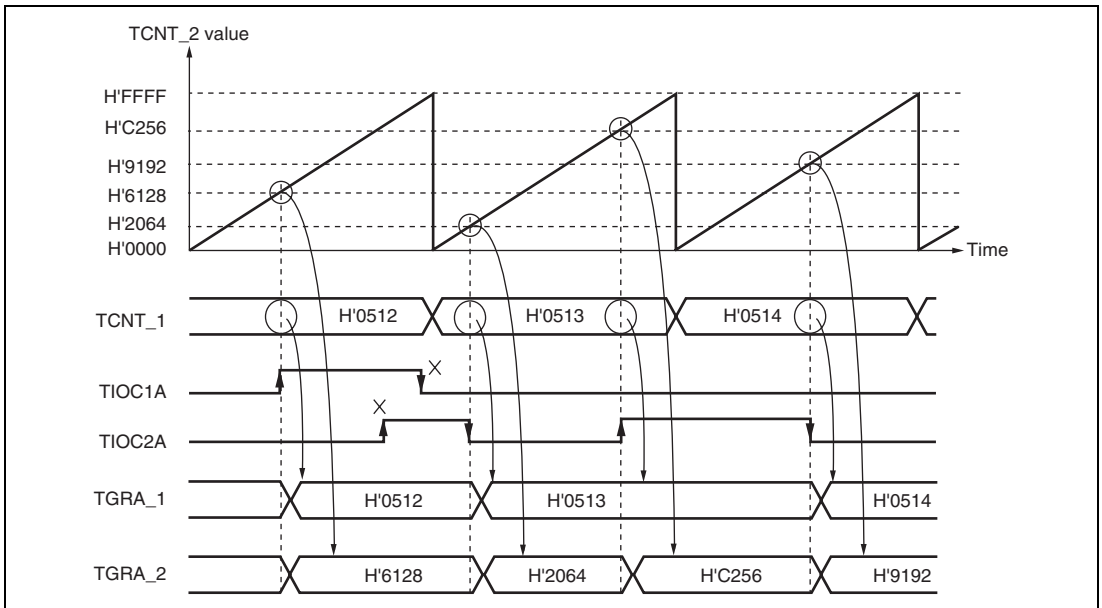 TCNT_2 value
H'FFFF
H'C256
H'9192
H'6128
H'2064
H'0000
Time
TCNT_1 H'0512 H'0513 H'0514
TIOC1A
TIOC2A
TGRA_1 H'0512 H'0513 H'0514
TGRA_2 H'6128 H'2064 H'C256 H'9192